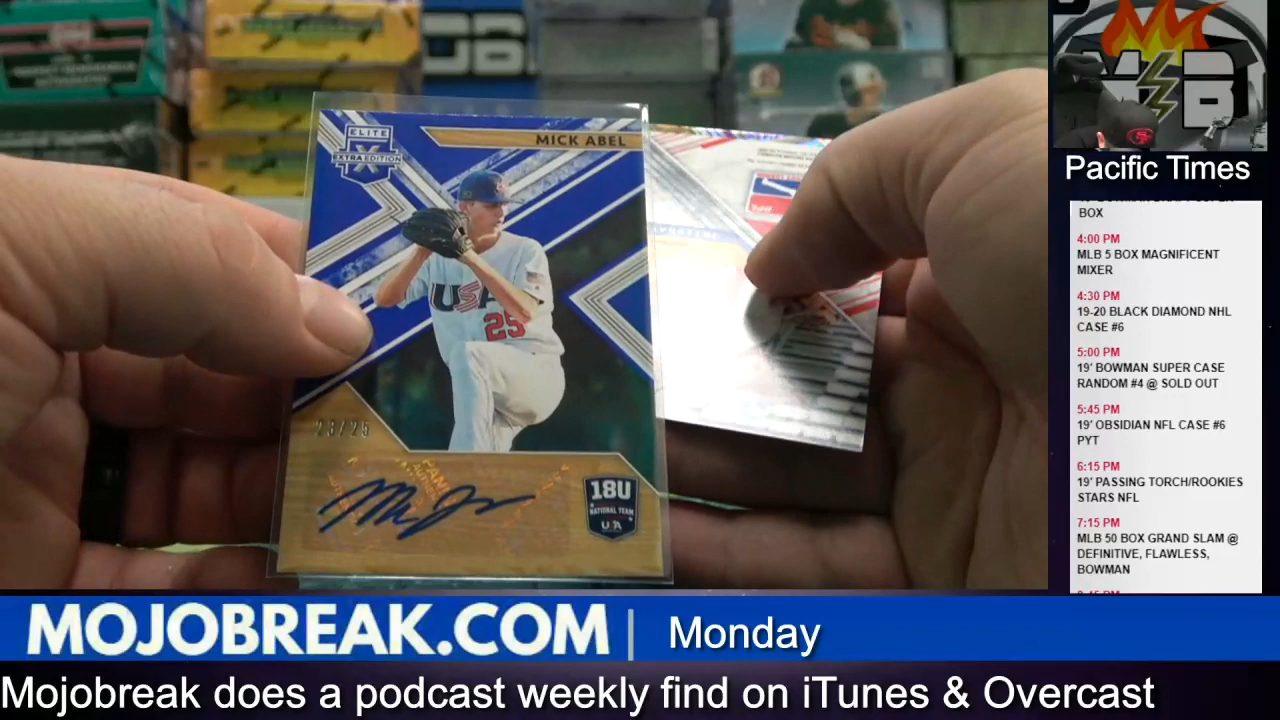 ELITE
X
EXTRA EDITION
MICK ABEL
USA
25
23/25
18U
NATIONAL TEAM
USA
MB
Pacific Times
BOX
4:00 PM
MLB 5 BOX MAGNIFICENT
MIXER
4:30 PM
19-20 BLACK DIAMOND NHL
CASE #6
5:00 PM
19' BOWMAN SUPER CASE
RANDOM #4 @ SOLD OUT
5:45 PM
19' OBSIDIAN NFL CASE #6
PYT
6:15 PM
19' PASSING TORCH/ROOKIES
STARS NFL
7:15 PM
MLB 50 BOX GRAND SLAM @
DEFINITIVE, FLAWLESS,
BOWMAN
MOJOBREAK.COM | Monday
Mojobreak does a podcast weekly find on iTunes & Overcast